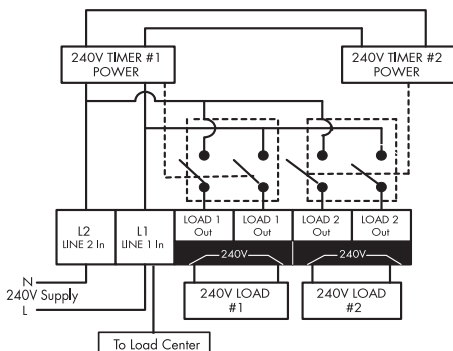 240V TIMER #1
POWER
240V TIMER #2
POWER
L2
LINE 2 In
L1
LINE 1 In
LOAD 1
Out
LOAD 1
Out
LOAD 2
Out
LOAD 2
Out
240V
240V
N
240V Supply
L
240V LOAD
#1
240V LOAD
#2
To Load Center